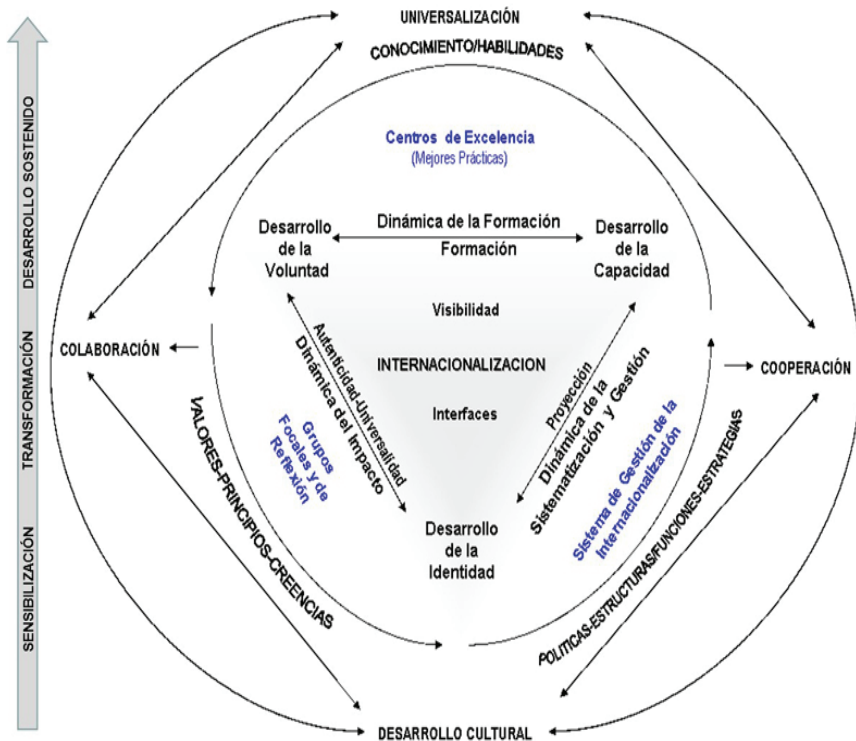 UNIVERSALIZACIÓN
CONOCIMIENTO/HABILIDADES
Centros de Excelencia
(Mejores Prácticas)
Desarrollo
de la
Voluntad
Dinámica de la Formación
Formación
Desarrollo
de la
Capacidad
Visibilidad
COLABORACIÓN
INTERNACIONALIZACION
COOPERACIÓN
Interfaces
Autenticidad-Universalidad
Dinámica del Impacto
Proyección
Dinámica de la
Sistematización y Gestión
Grupos
Focales y de
Reflexión
Sistema de Gestión de la
Internacionalización
VALORES-PRINCIPIOS-CREENCIAS
POLITICAS-ESTRUCTURAS/FUNCIONES-ESTRATEGIAS
Desarrollo
de la
Identidad
DESARROLLO CULTURAL
SENSIBILIZACIÓN TRANSFORMACIÓN DESARROLLO SOSTENIDO